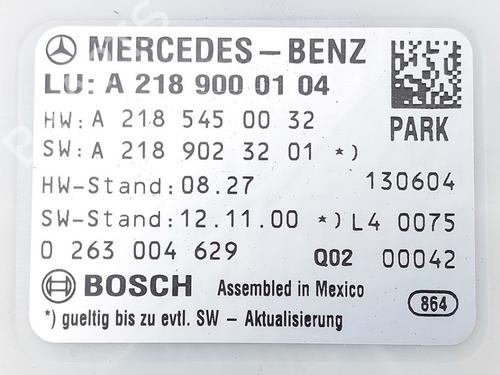 MERCEDES-BENZ
LU: A 218 900 01 04
HW: A 218 545 00 32
PARK
SW: A 218 902 32 01 *)
HW-Stand: 08.27 130604
SW-Stand: 12.11.00 *) L4 0075
0 263 004 629 Q02 00042
BOSCH Assembled in Mexico
864
*) gueltig bis zu evtl. SW - Aktualisierung